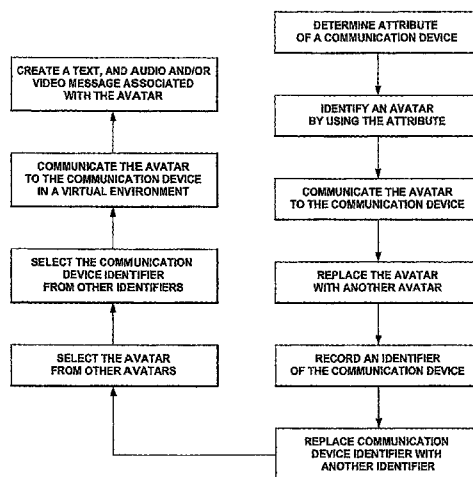 DETERMINE ATTRIBUTE
OF A COMMUNICATION DEVICE
IDENTIFY AN AVATAR
BY USING THE ATTRIBUTE
COMMUNICATE THE AVATAR
TO THE COMMUNICATION DEVICE
REPLACE THE AVATAR
WITH ANOTHER AVATAR
RECORD AN IDENTIFIER
OF THE COMMUNICATION DEVICE
REPLACE COMMUNICATION
DEVICE IDENTIFIER WITH
ANOTHER IDENTIFIER
SELECT THE AVATAR
FROM OTHER AVATARS
SELECT THE COMMUNICATION
DEVICE IDENTIFIER
FROM OTHER IDENTIFIERS
COMMUNICATE THE AVATAR
TO THE COMMUNICATION DEVICE
IN A VIRTUAL ENVIRONMENT
CREATE A TEXT, AND AUDIO AND/OR
VIDEO MESSAGE ASSOCIATED
WITH THE AVATAR